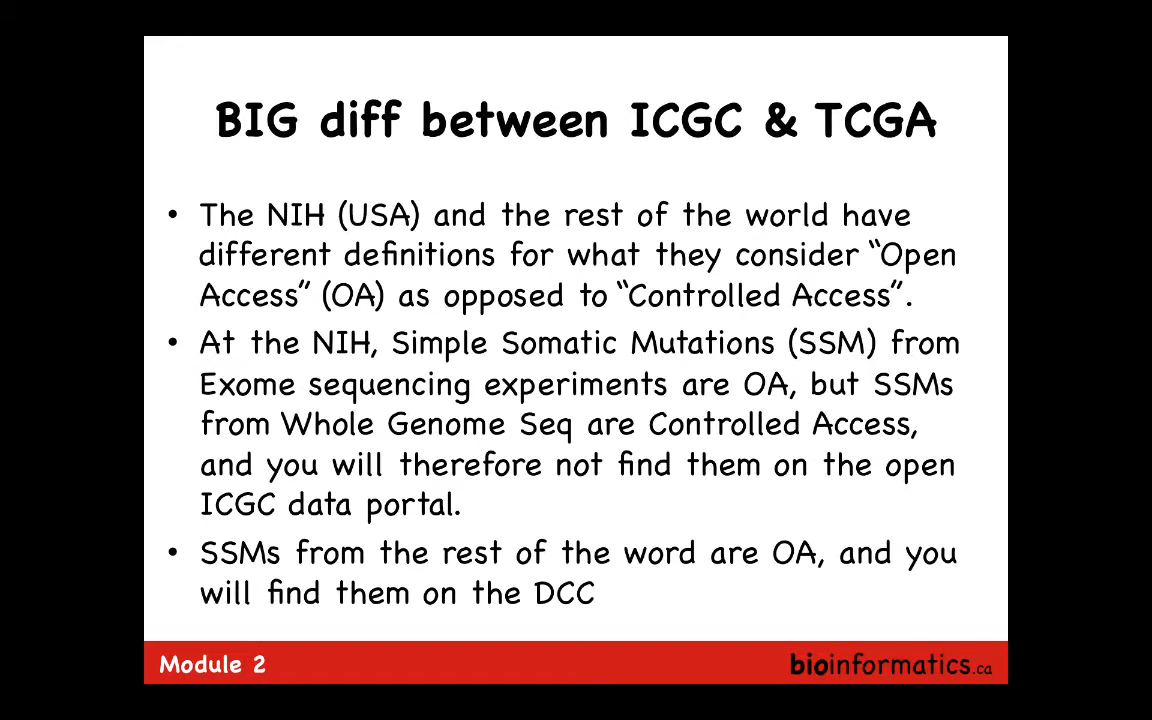 BIG diff between ICGC & TCGA
• The NIH (USA) and the rest of the world have
different definitions for what they consider “Open
Access” (OA) as opposed to “Controlled Access”.
• At the NIH, Simple Somatic Mutations (SSM) from
Exome sequencing experiments are OA, but SSMs
from Whole Genome Seq are Controlled Access,
and you will therefore not find them on the open
ICGC data portal.
• SSMs from the rest of the word are OA, and you
will find them on the DCC
Module 2
bioinformatics.ca